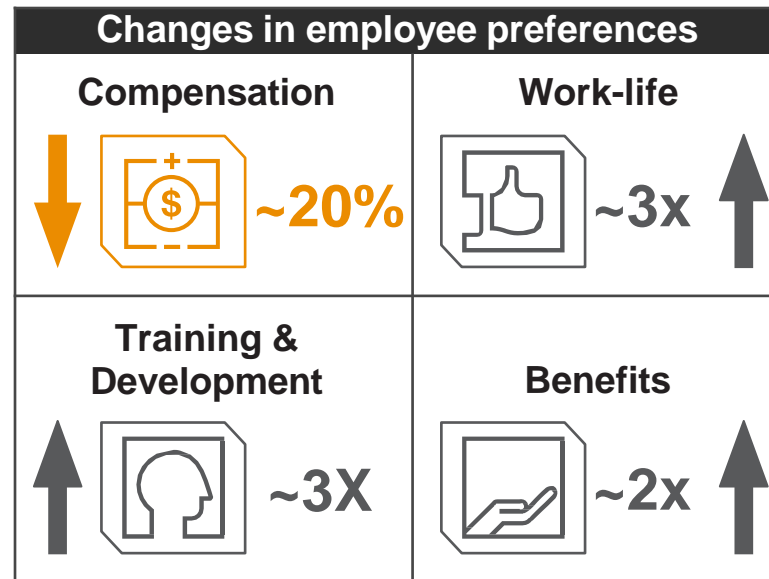 Changes in employee preferences
Compensation
$
~20%
Work-life
~3x
Training &
Development
~3X
Benefits
~2x